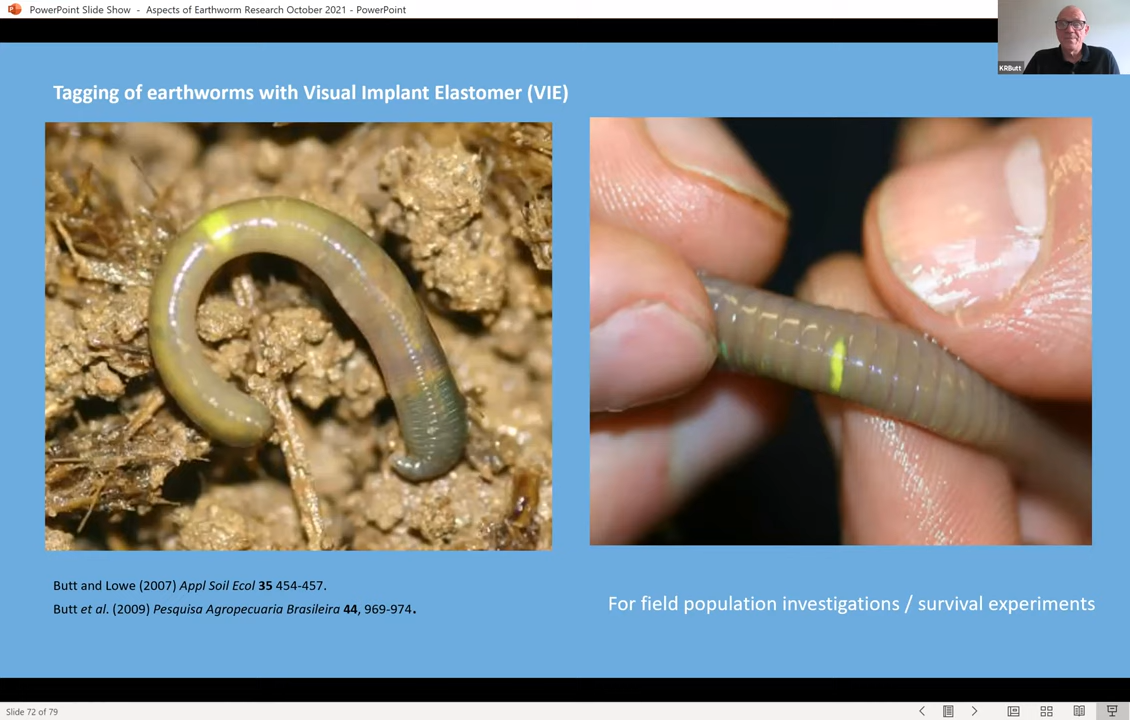 PowerPoint Slide Show - Aspects of Earthworm Research October 2021 - PowerPoint
KRButt
Tagging of earthworms with Visual Implant Elastomer (VIE)
Butt and Lowe (2007) Appl Soil Ecol 35 454-457.
Butt et al. (2009) Pesquisa Agropecuaria Brasileira 44, 969-974.
For field population investigations / survival experiments
Slide 72 of 79